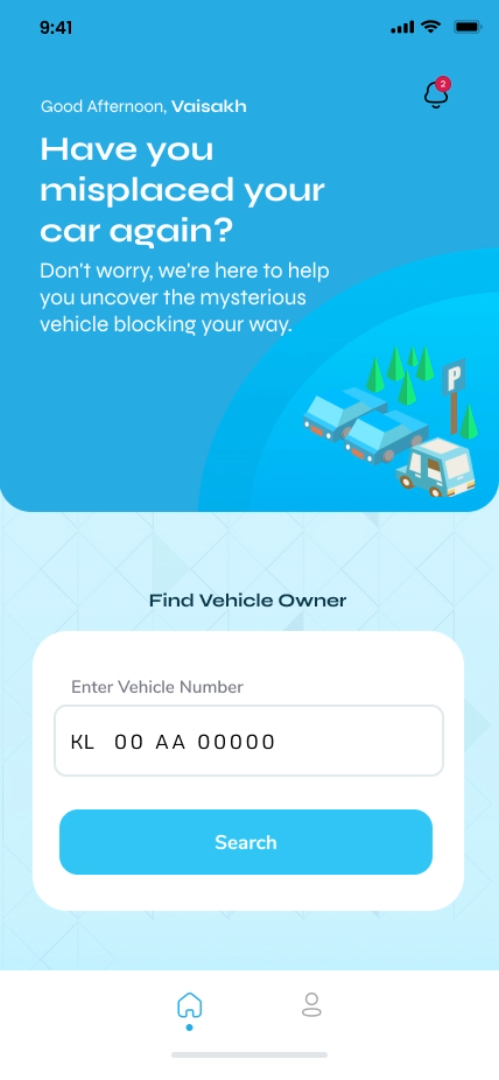 9:41
2
Good Afternoon, Vaisakh
Have you
misplaced your
car again?
Don't worry, we're here to help
you uncover the mysterious
vehicle blocking your way.
P
Find Vehicle Owner
Enter Vehicle Number
KL 00 AA 00000
Search